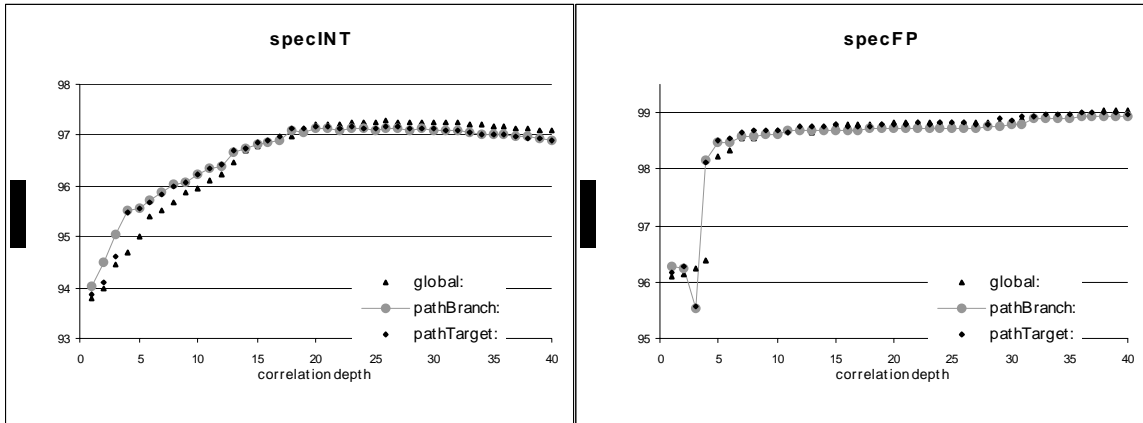 specINT
98
97
96
95
94
93
0 5 10 15 20 25 30 35 40
correlation depth
global:
pathBranch:
pathTarget:
specFP
99
98
97
96
95
0 5 10 15 20 25 30 35 40
correlation depth
global:
pathBranch:
pathTarget: